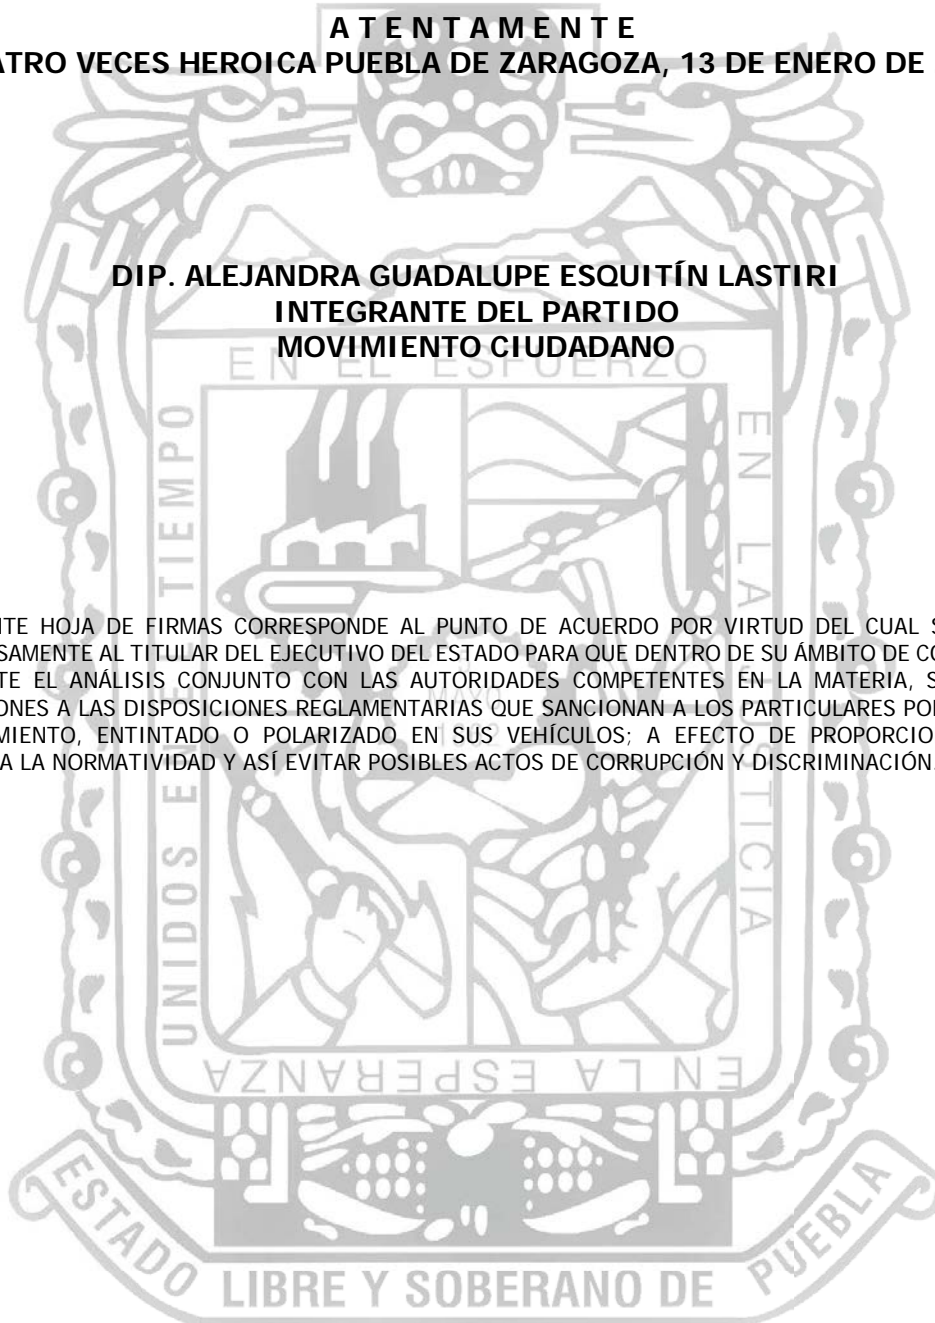 A T E N T A M E N T E
ATRO VECES HEROICA PUEBLA DE ZARAGOZA, 13 DE ENERO DE
DIP. ALEJANDRA GUADALUPE ESQUITÍN LASTIRI
INTEGRANTE DEL PARTIDO
MOVIMIENTO CIUDADANO
EN EL ESFUERZO
UNIDOS EN EL TIEMPO
EN LA JUSTICIA
NTE HOJA DE FIRMAS CORRESPONDE AL PUNTO DE ACUERDO POR VIRTUD DEL CUAL S
SAMENTE AL TITULAR DEL EJECUTIVO DEL ESTADO PARA QUE DENTRO DE SU ÁMBITO DE CO
TE EL ANÁLISIS CONJUNTO CON LAS AUTORIDADES COMPETENTES EN LA MATERIA, S
ONES A LAS DISPOSICIONES REGLAMENTARIAS QUE SANCIONAN A LOS PARTICULARES POR
MIENTO, ENTINTADO O POLARIZADO EN SUS VEHÍCULOS; A EFECTO DE PROPORCIO
A LA NORMATIVIDAD Y ASÍ EVITAR POSIBLES ACTOS DE CORRUPCIÓN Y DISCRIMINACIÓN.
MAYO
1862
EN LA ESPERANZA
ESTADO LIBRE Y SOBERANO DE PUEBLA